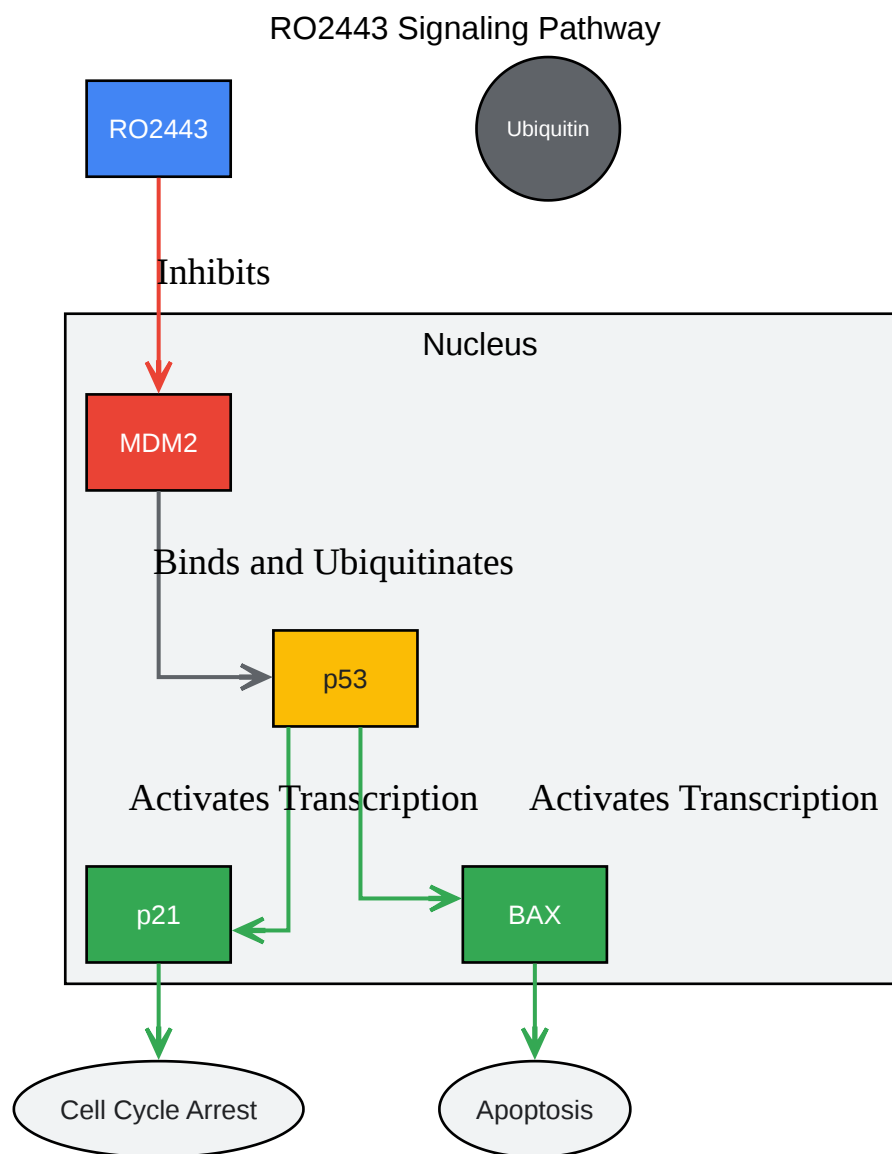 RO2443 Signaling Pathway
RO2443
Ubiquitin
Inhibits
Nucleus
MDM2
Binds and Ubiquitinates
p53
Activates Transcription
Activates Transcription
p21
BAX
Cell Cycle Arrest
Apoptosis